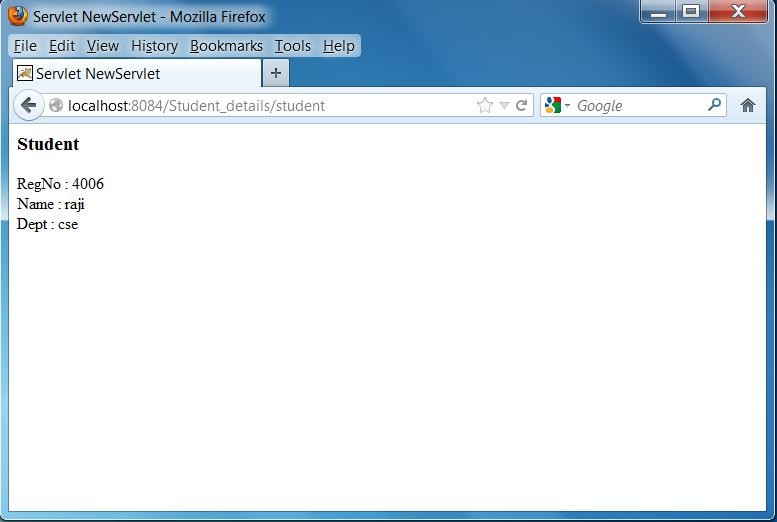 Servlet NewServlet - Mozilla Firefox
File Edit View History Bookmarks Tools Help
Servlet NewServlet
localhost:8084/Student_details/student Google
Student
RegNo : 4006
Name : raji
Dept : cse